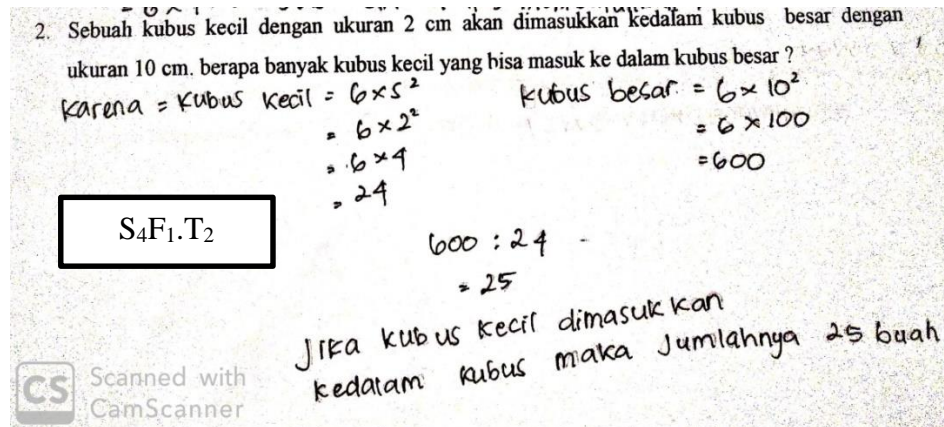 2. Sebuah kubus kecil dengan ukuran 2 cm akan dimasukkan kedalam kubus besar dengan
ukuran 10 cm. berapa banyak kubus kecil yang bisa masuk ke dalam kubus besar ?
Karena = Kubus kecil = 6×s²
= 6×2²
= 6×4
= 24
kubus besar = 6× 10²
= 6 × 100
=600
S₄F₁.T₂
600 : 24
= 25
Jika kubus kecil dimasukkan
kedalam kubus maka Jumlahnya 25 buah
CS Scanned with
CamScanner